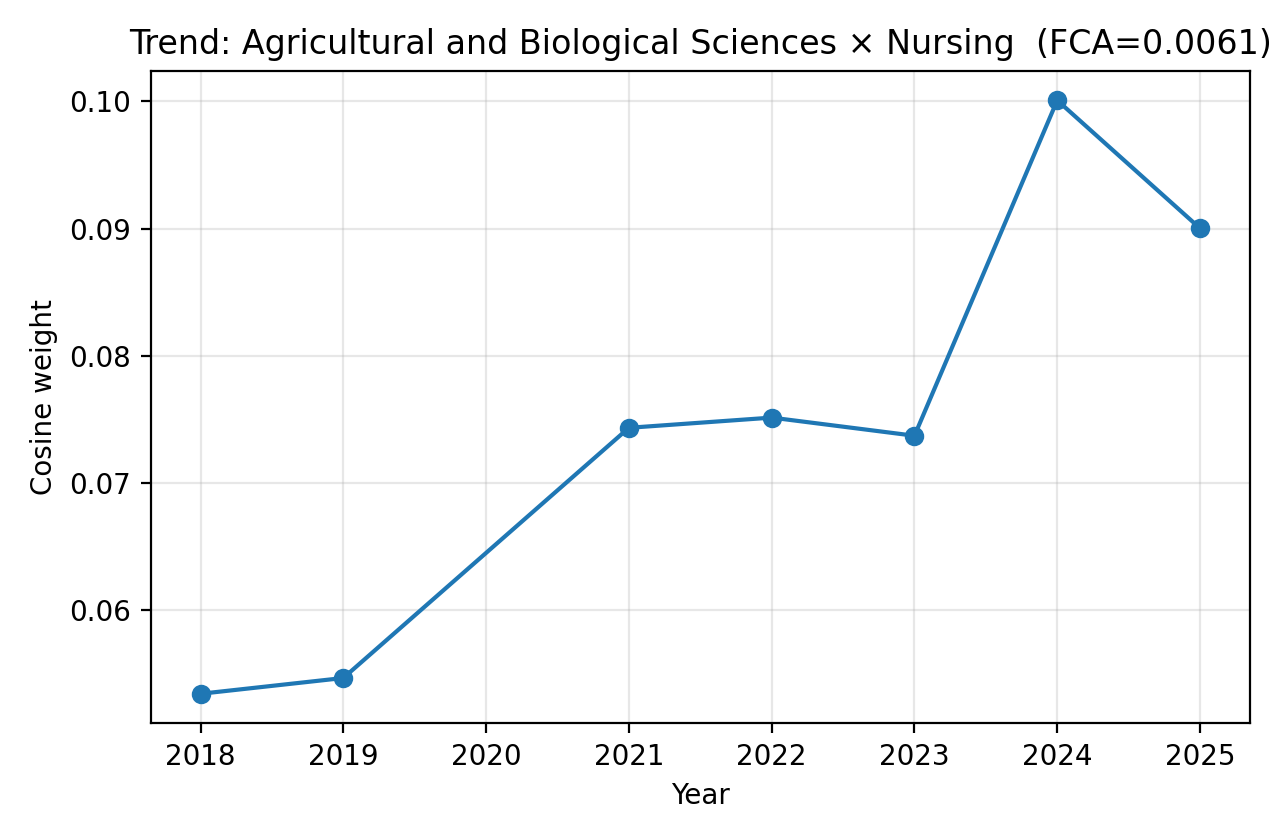 Trend: Agricultural and Biological Sciences × Nursing  (FCA=0.0061)
0.10
0.09
0.08
0.07
0.06
Cosine weight
2018 2019 2020 2021 2022 2023 2024 2025
Year